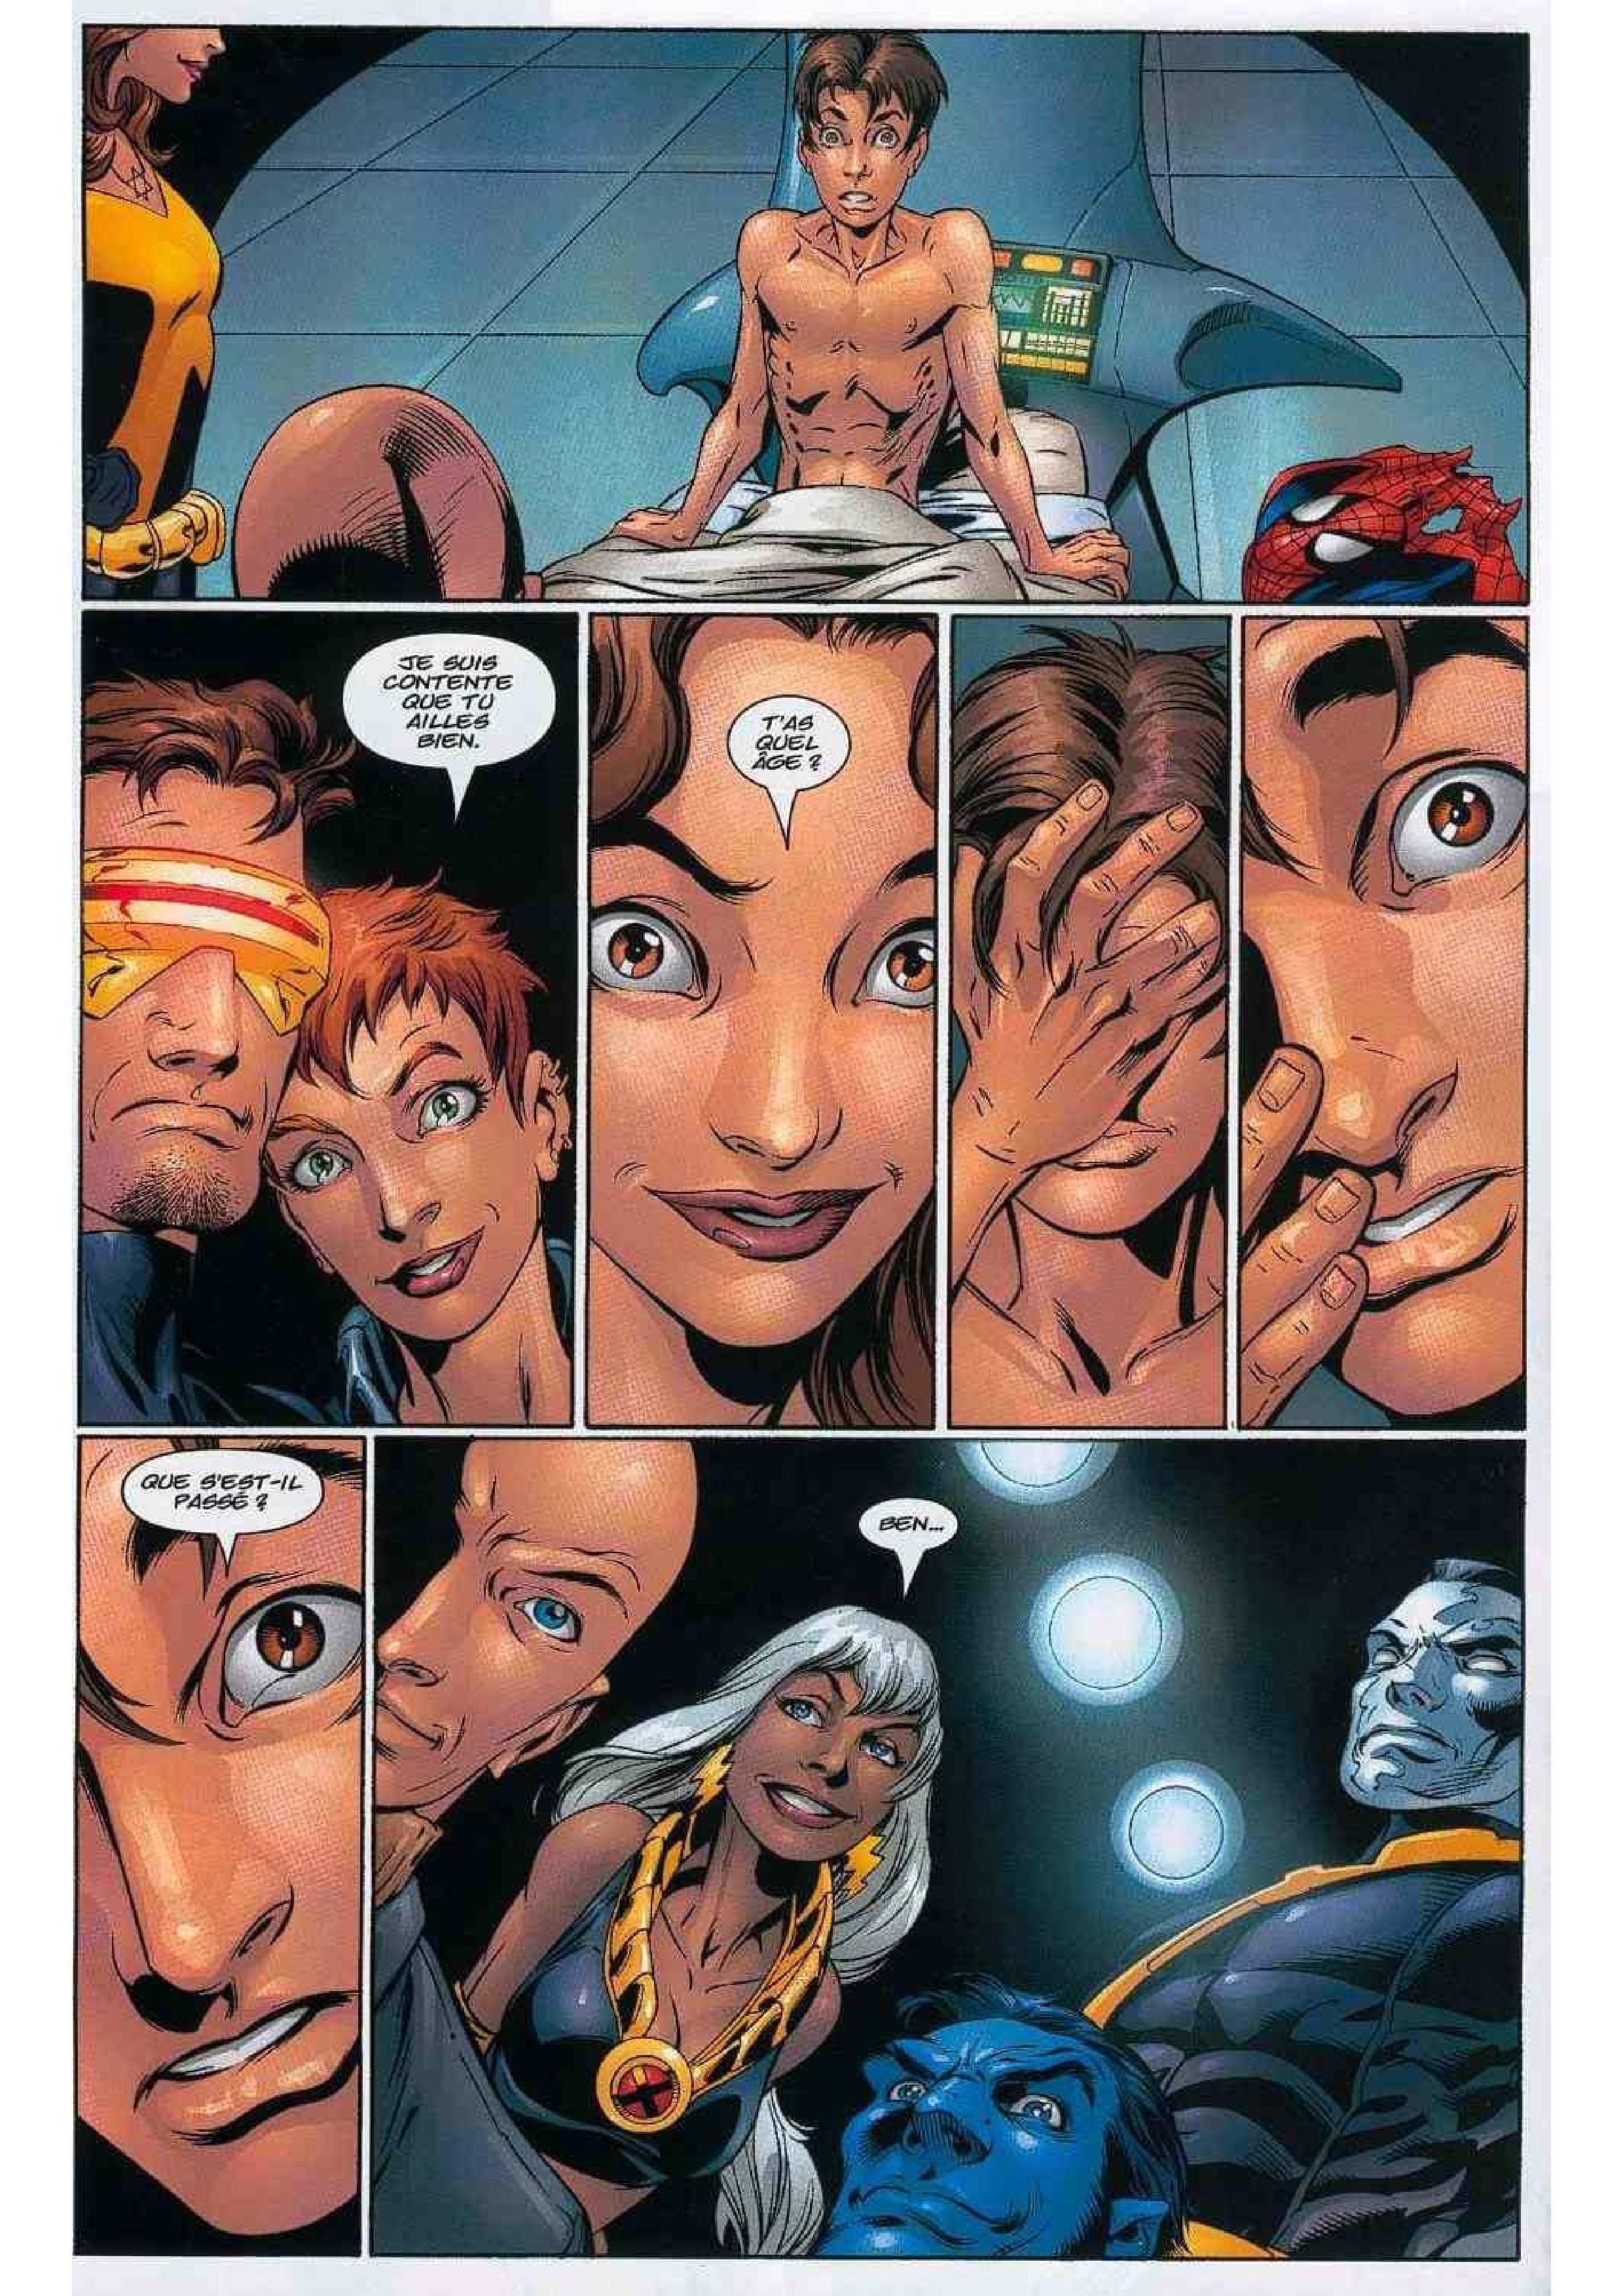 JE SUIS
CONTENTE
QUE TU
AILLES
BIEN.
T'AS
QUEL
ÂGE ?
QUE S'EST-IL
PASSÉ ?
BEN...